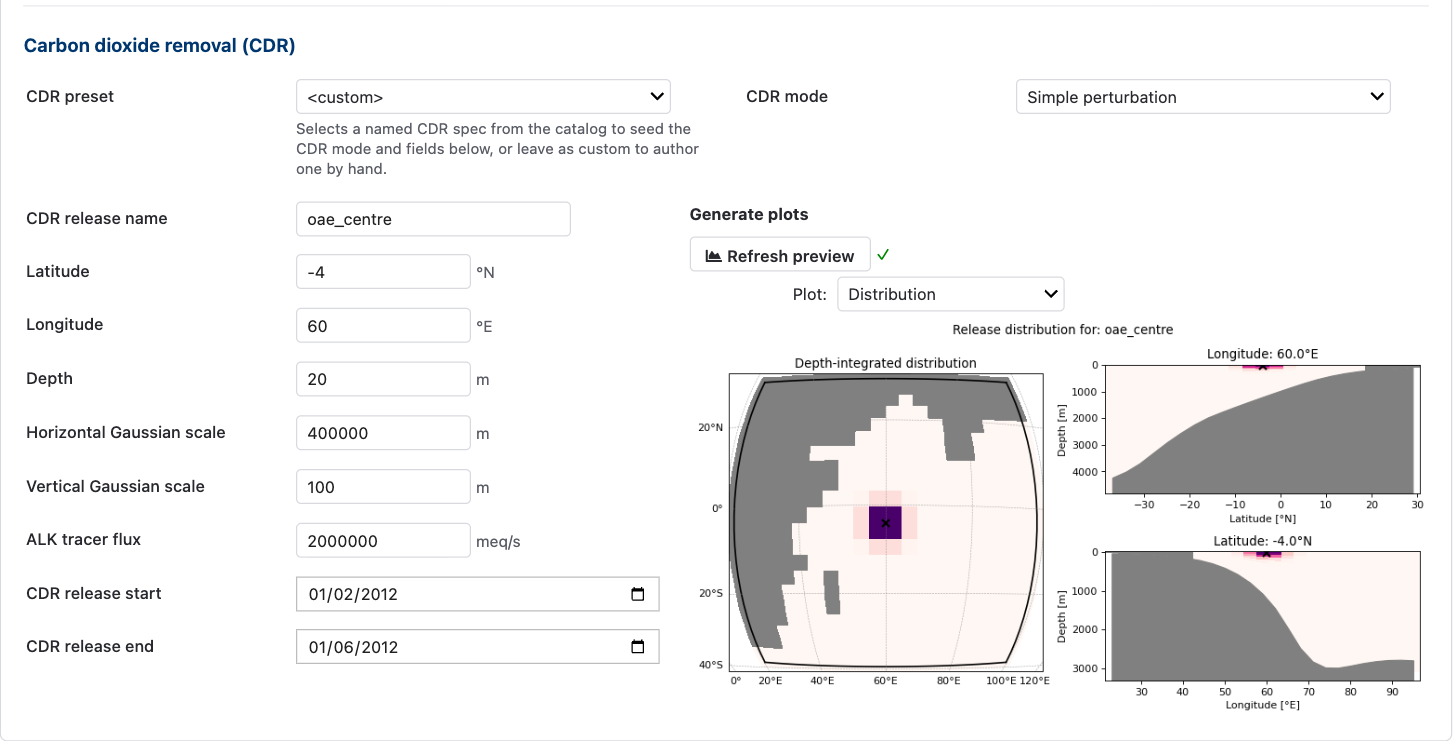 Carbon dioxide removal (CDR)
CDR preset
<custom>
CDR mode
Simple perturbation
Selects a named CDR spec from the catalog to seed the
CDR mode and fields below, or leave as custom to author
one by hand.
CDR release name
oae_centre
Latitude
-4
°N
Longitude
60
°E
Depth
20
m
Horizontal Gaussian scale
400000
m
Vertical Gaussian scale
100
m
ALK tracer flux
2000000
meq/s
CDR release start
01/02/2012
CDR release end
01/06/2012
Generate plots
Refresh preview
Plot:
Distribution
Release distribution for: oae_centre
Depth-integrated distribution
20°N
0°
20°S
40°S
0° 20°E 40°E 60°E 80°E 100°E 120°E
Longitude: 60.0°E
Depth [m]
0
1000
2000
3000
4000
−30 −20 −10 0 10 20 30
Latitude [°N]
Latitude: -4.0°N
Depth [m]
0
1000
2000
3000
30 40 50 60 70 80 90
Longitude [°E]